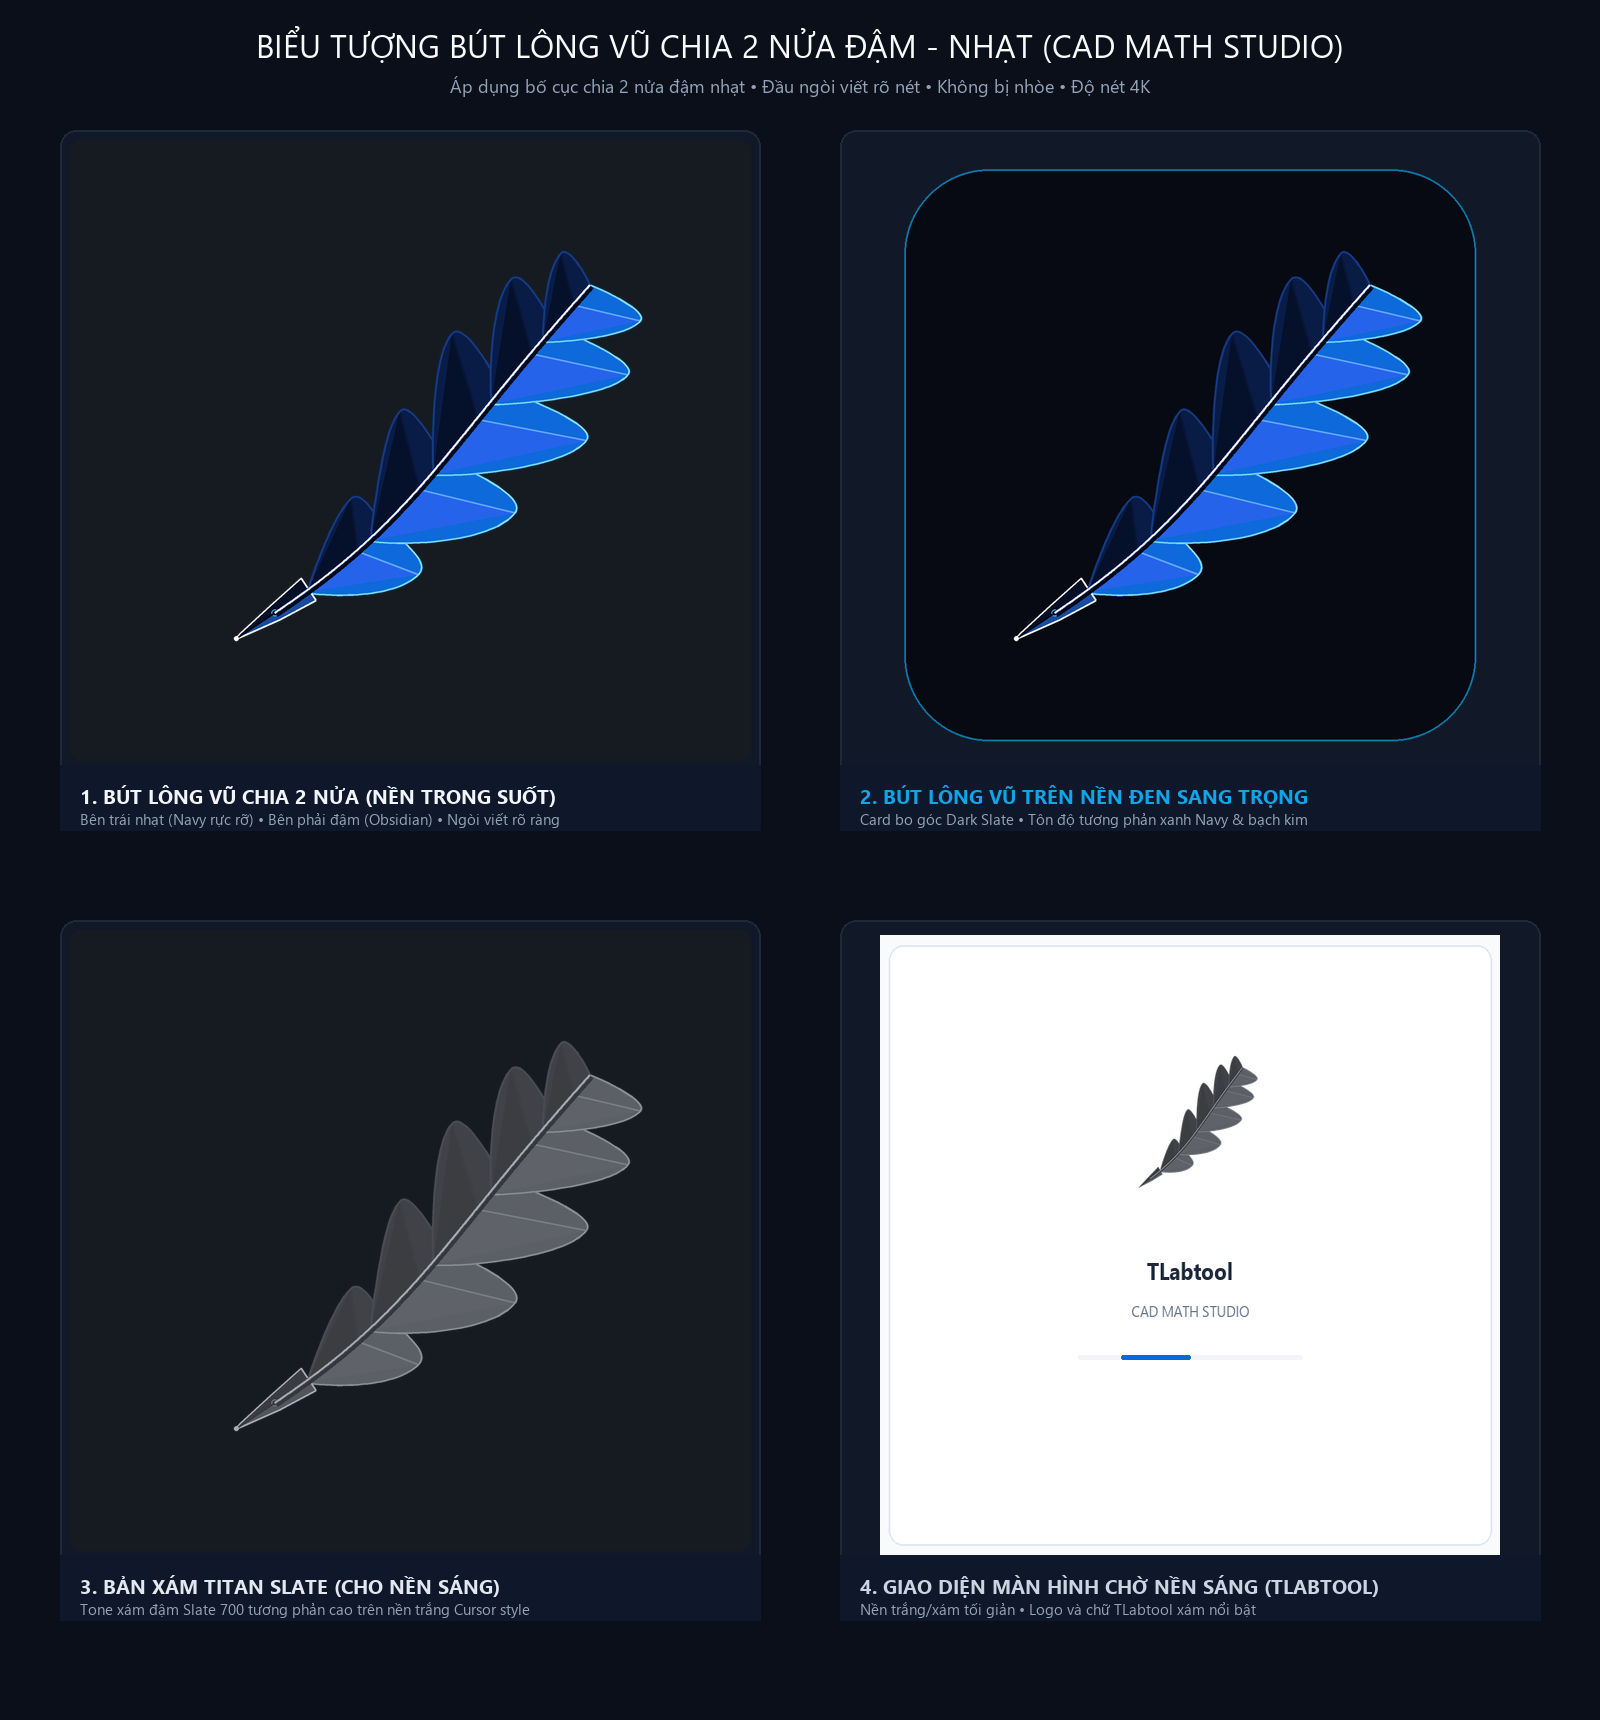 BIỂU TƯỢNG BÚT LÔNG VŨ CHIA 2 NỬA ĐẬM - NHẠT (CAD MATH STUDIO)
Áp dụng bố cục chia 2 nửa đậm nhạt • Đầu ngòi viết rõ nét • Không bị nhòe • Độ nét 4K
1. BÚT LÔNG VŨ CHIA 2 NỬA (NỀN TRONG SUỐT)
Bên trái nhạt (Navy rực rỡ) • Bên phải đậm (Obsidian) • Ngòi viết rõ ràng
2. BÚT LÔNG VŨ TRÊN NỀN ĐEN SANG TRỌNG
Card bo góc Dark Slate • Tôn độ tương phản xanh Navy & bạch kim
TLabtool
CAD MATH STUDIO
3. BẢN XÁM TITAN SLATE (CHO NỀN SÁNG)
Tone xám đậm Slate 700 tương phản cao trên nền trắng Cursor style
4. GIAO DIỆN MÀN HÌNH CHỜ NỀN SÁNG (TLABTOOL)
Nền trắng/xám tối giản • Logo và chữ TLabtool xám nổi bật